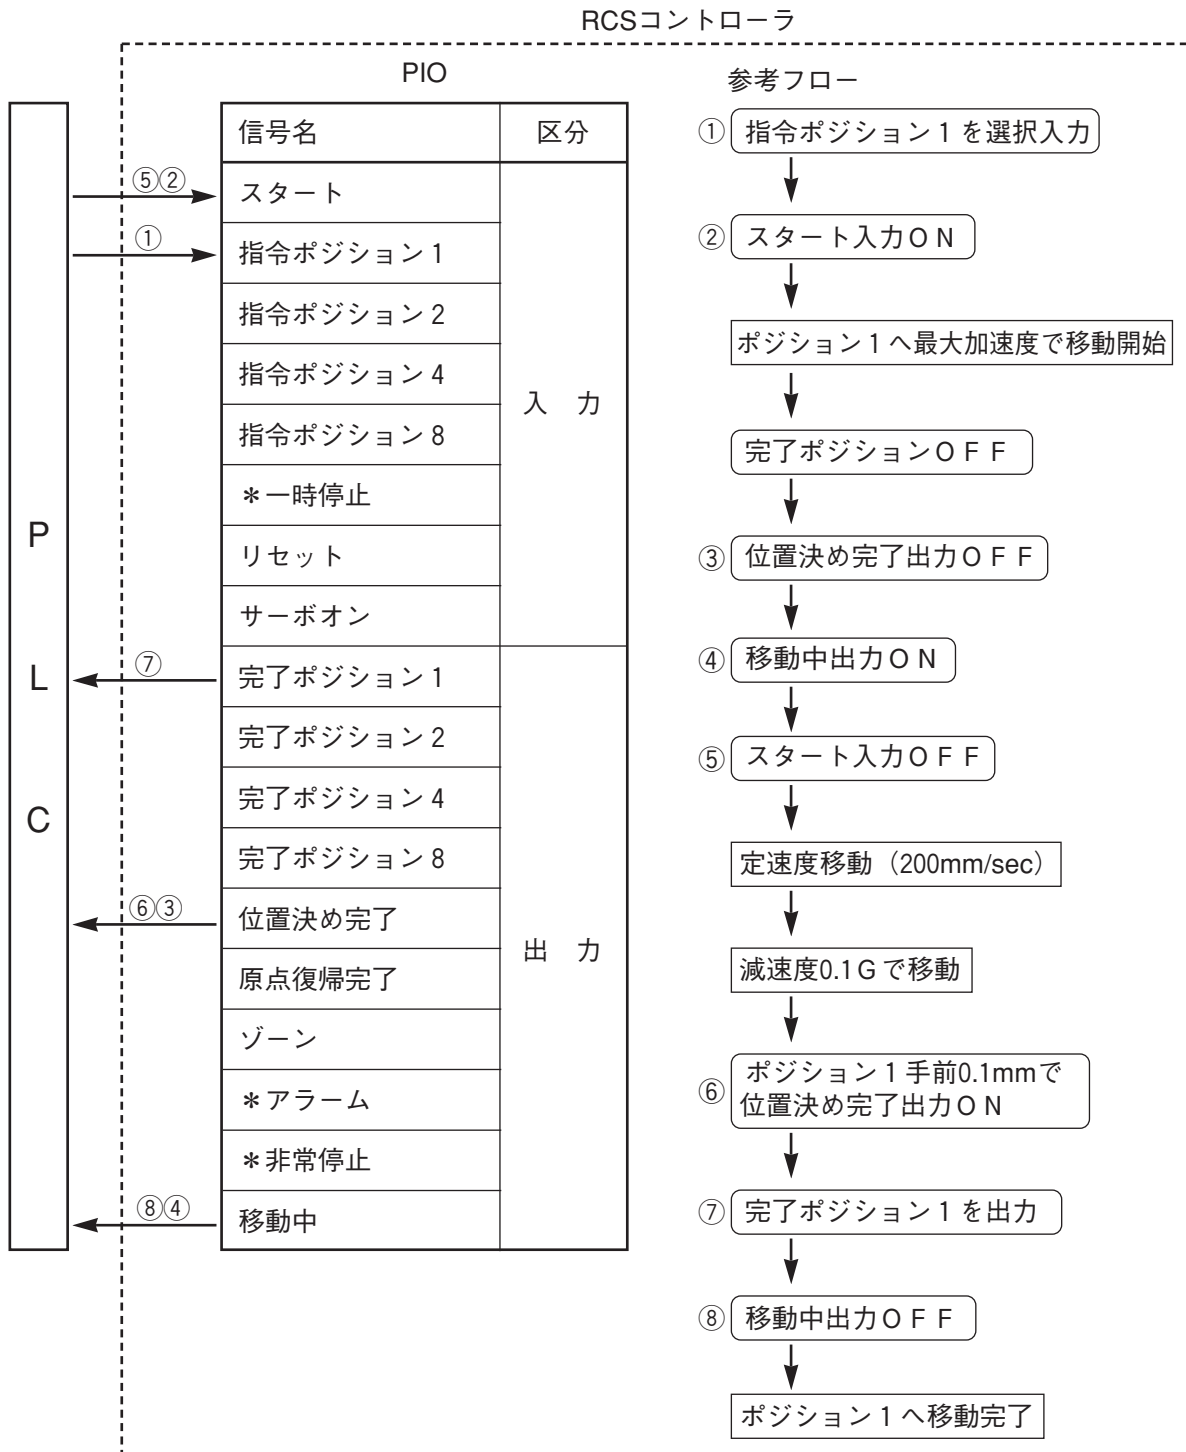 RCSコントローラ
PIO
信号名 区分
スタート
指令ポジション1
指令ポジション2
指令ポジション4
指令ポジション8
*一時停止
リセット
サーボオン
入 力
完了ポジション1
完了ポジション2
完了ポジション4
完了ポジション8
位置決め完了
原点復帰完了
ゾーン
*アラーム
*非常停止
移動中
出 力
P
L
C
⑤②
①
⑦
⑥③
⑧④
参考フロー
① 指令ポジション1を選択入力
② スタート入力ON
ポジション1へ最大加速度で移動開始
完了ポジションOFF
③ 位置決め完了出力OFF
④ 移動中出力ON
⑤ スタート入力OFF
定速度移動(200mm/sec)
減速度0.1Gで移動
⑥ ポジション1手前0.1mmで
位置決め完了出力ON
⑦ 完了ポジション1を出力
⑧ 移動中出力OFF
ポジション1へ移動完了